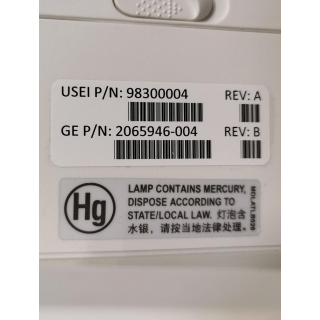 USEI P/N: 98300004 REV: A
GE P/N: 2065946-004 REV: B
Hg
LAMP CONTAINS MERCURY,
DISPOSE ACCORDING TO
STATE/LOCAL LAW. 灯泡含
水银，请按当地法律处理。